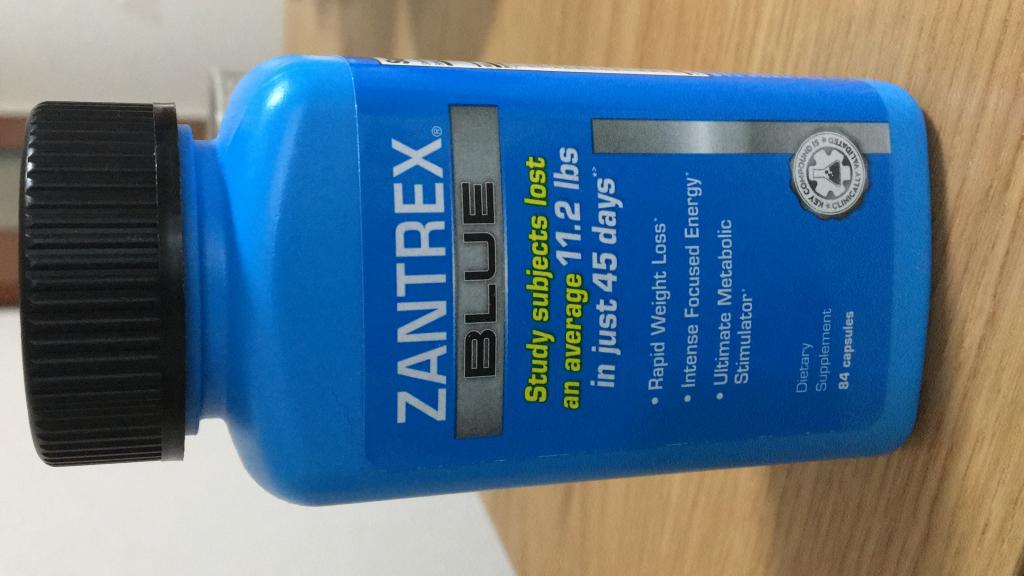 ZANTREX®
BLUE
Study subjects lost
an average 11.2 lbs
in just 45 days*^
• Rapid Weight Loss*
• Intense Focused Energy*
• Ultimate Metabolic
Stimulator*
KEY COMPOUND IS
CLINICALLY VALIDATED
Dietary
Supplement
84 capsules